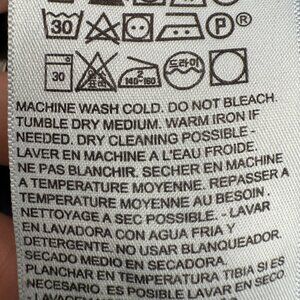 30 P
30 140~160 드라이
MACHINE WASH COLD. DO NOT BLEACH.
TUMBLE DRY MEDIUM. WARM IRON IF
NEEDED. DRY CLEANING POSSIBLE -
LAVER EN MACHINE A L'EAU FROIDE.
NE PAS BLANCHIR. SECHER EN MACHINE
A TEMPERATURE MOYENNE. REPASSER A
TEMPERATURE MOYENNE AU BESOIN.
NETTOYAGE A SEC POSSIBLE. - LAVAR
EN LAVADORA CON AGUA FRIA Y
DETERGENTE. NO USAR BLANQUEADOR.
SECADO MEDIO EN SECADORA.
PLANCHAR EN TEMPERATURA TIBIA SI ES
NECESARIO. ES POSIBLE LAVAR EN SECO.